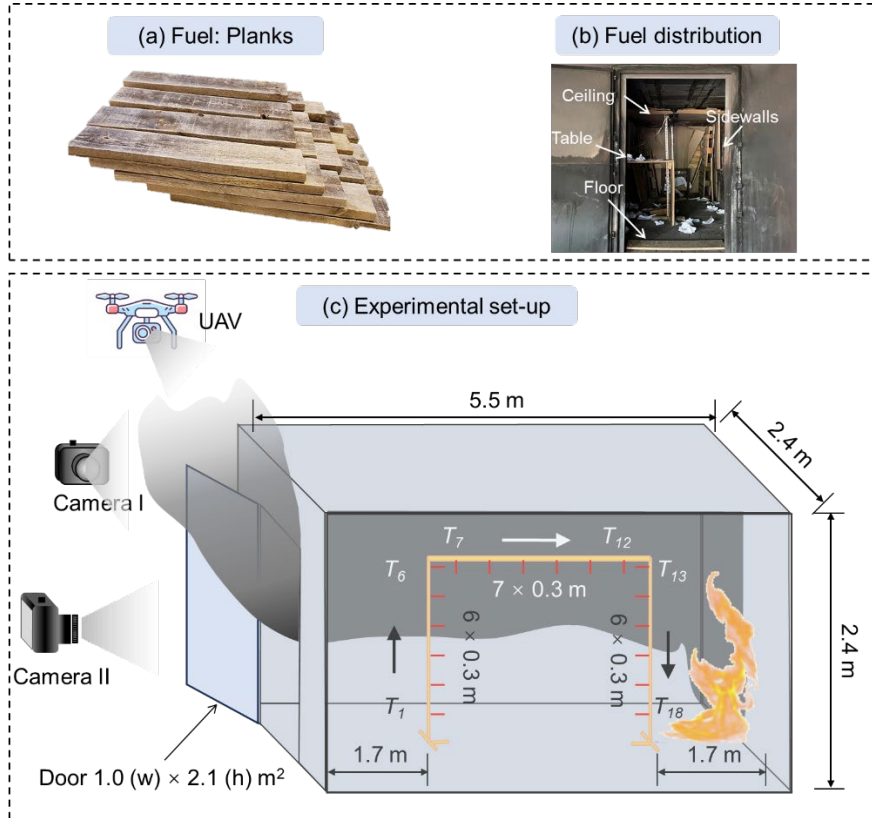 (a) Fuel: Planks
(b) Fuel distribution
Ceiling
Sidewalls
Table
Floor
(c) Experimental set-up
UAV
5.5 m
2.4 m
Camera I
T7
T12
T6
T13
7 × 0.3 m
6 × 0.3 m
6 × 0.3 m
2.4 m
Camera II
T1
T18
1.7 m
1.7 m
Door 1.0 (w) × 2.1 (h) m²